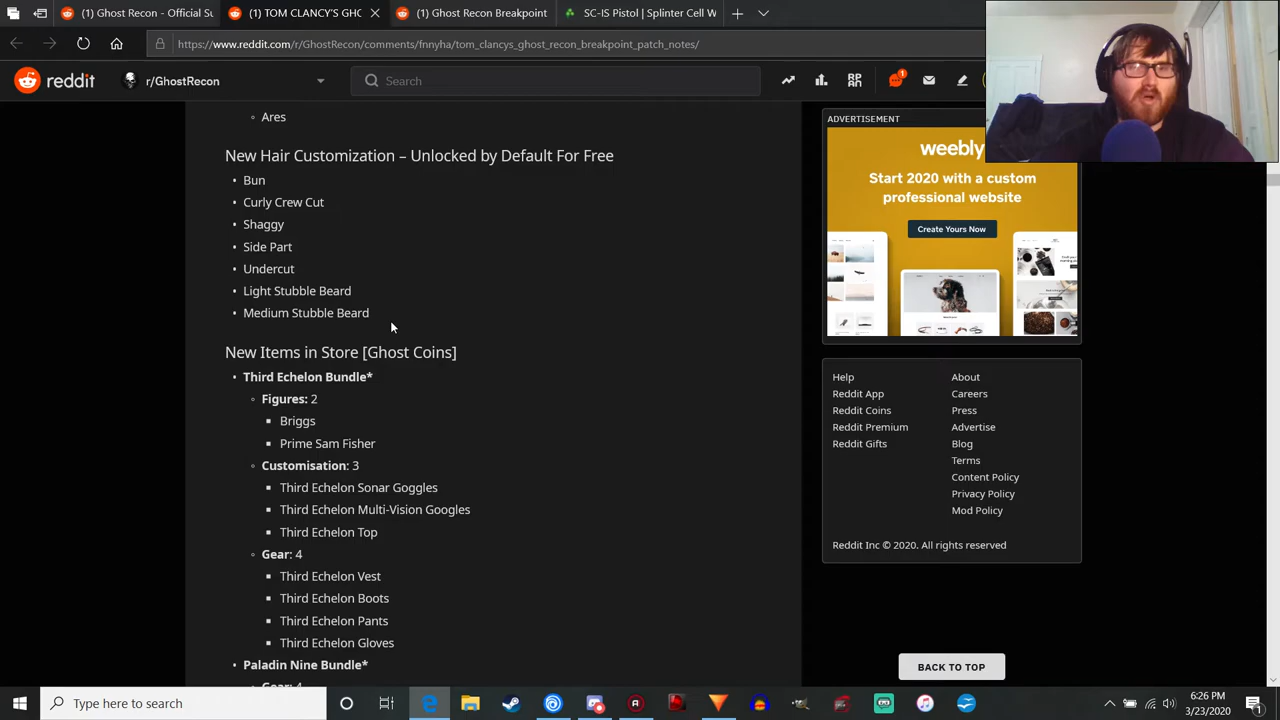 Ghost Recon - Official Su
TOM CLANCY'S GHO
Ghost Recon Breakpoint
SC-IS Pistol | Splinter Cell W
https://www.reddit.com/r/GhostRecon/comments/fnnyha/tom_clancys_ghost_recon_breakpoint_patch_notes/
reddit
r/GhostRecon
Search
1
Ares
New Hair Customization – Unlocked by Default For Free
Bun
Curly Crew Cut
Shaggy
Side Part
Undercut
Light Stubble Beard
Medium Stubble Beard
New Items in Store [Ghost Coins]
Third Echelon Bundle*
Figures: 2
Briggs
Prime Sam Fisher
Customisation: 3
Third Echelon Sonar Goggles
Third Echelon Multi-Vision Googles
Third Echelon Top
Gear: 4
Third Echelon Vest
Third Echelon Boots
Third Echelon Pants
Third Echelon Gloves
Paladin Nine Bundle*
Gear: 4
ADVERTISEMENT
weebly
Start 2020 with a custom
professional website
Create Yours Now
Help
About
Reddit App
Careers
Reddit Coins
Press
Reddit Premium
Advertise
Reddit Gifts
Blog
Terms
Content Policy
Privacy Policy
Mod Policy
Reddit Inc © 2020. All rights reserved
BACK TO TOP
Type here to search
6:26 PM
3/23/2020
1